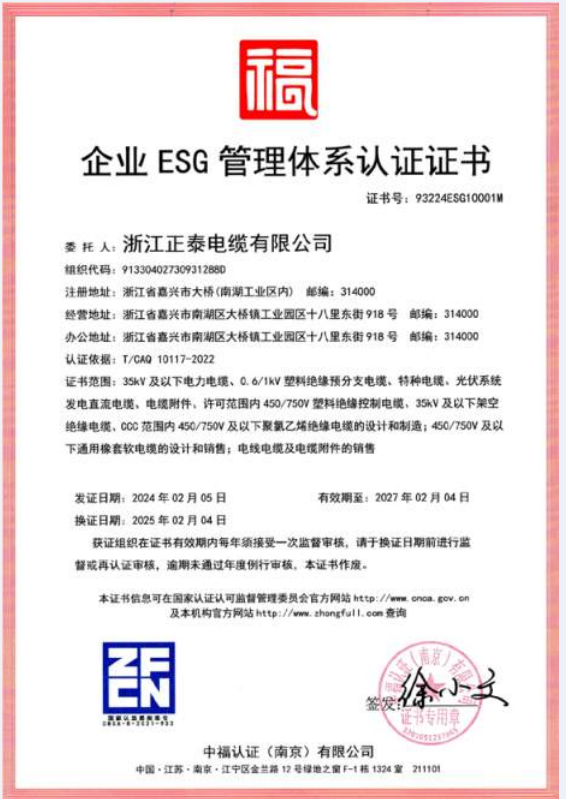 福
企业 ESG 管理体系认证证书
证书号：93224ESG10001M
委 托 人：浙江正泰电缆有限公司
组织代码：91330402730931288D
注册地址：浙江省嘉兴市大桥(南湖工业区内) 邮编：314000
经营地址：浙江省嘉兴市南湖区大桥镇工业园区十八里东街 918 号 邮编：314000
办公地址：浙江省嘉兴市南湖区大桥镇工业园区十八里东街 918 号 邮编：314000
认证依据：T/CAQ 10117-2022
证书范围：35kV 及以下电力电缆、0.6/1kV 塑料绝缘预分支电缆、特种电缆、光伏系统
发电直流电缆、电缆附件、许可范围内 450/750V 塑料绝缘控制电缆、35kV 及以下架空
绝缘电缆、CCC 范围内 450/750V 及以下聚氯乙烯绝缘电缆的设计和制造；450/750V 及以
下通用橡套软电缆的设计和销售；电线电缆及电缆附件的销售
发证日期：2024 年 02 月 05 日 有效期至：2027 年 02 月 04 日
换证日期：2025 年 02 月 04 日
获证组织在证书有效期内每年须接受一次监督审核，请于换证日期前进行监
督或再认证审核，逾期未通过年度例行审核，本证书作废。
本证书信息可在国家认证认可监督管理委员会官方网站 http://www.cnca.gov.cn
及本机构官方网站 http://www.zhongfull.com 查询
ZF
CN
国家认监委批准号
CNCA-R-2021-933
签发：徐小文
证书专用章
中福认证（南京）有限公司
中国·江苏·南京·江宁区金兰路 12 号绿地之窗 F-1 栋 1324 室 211101